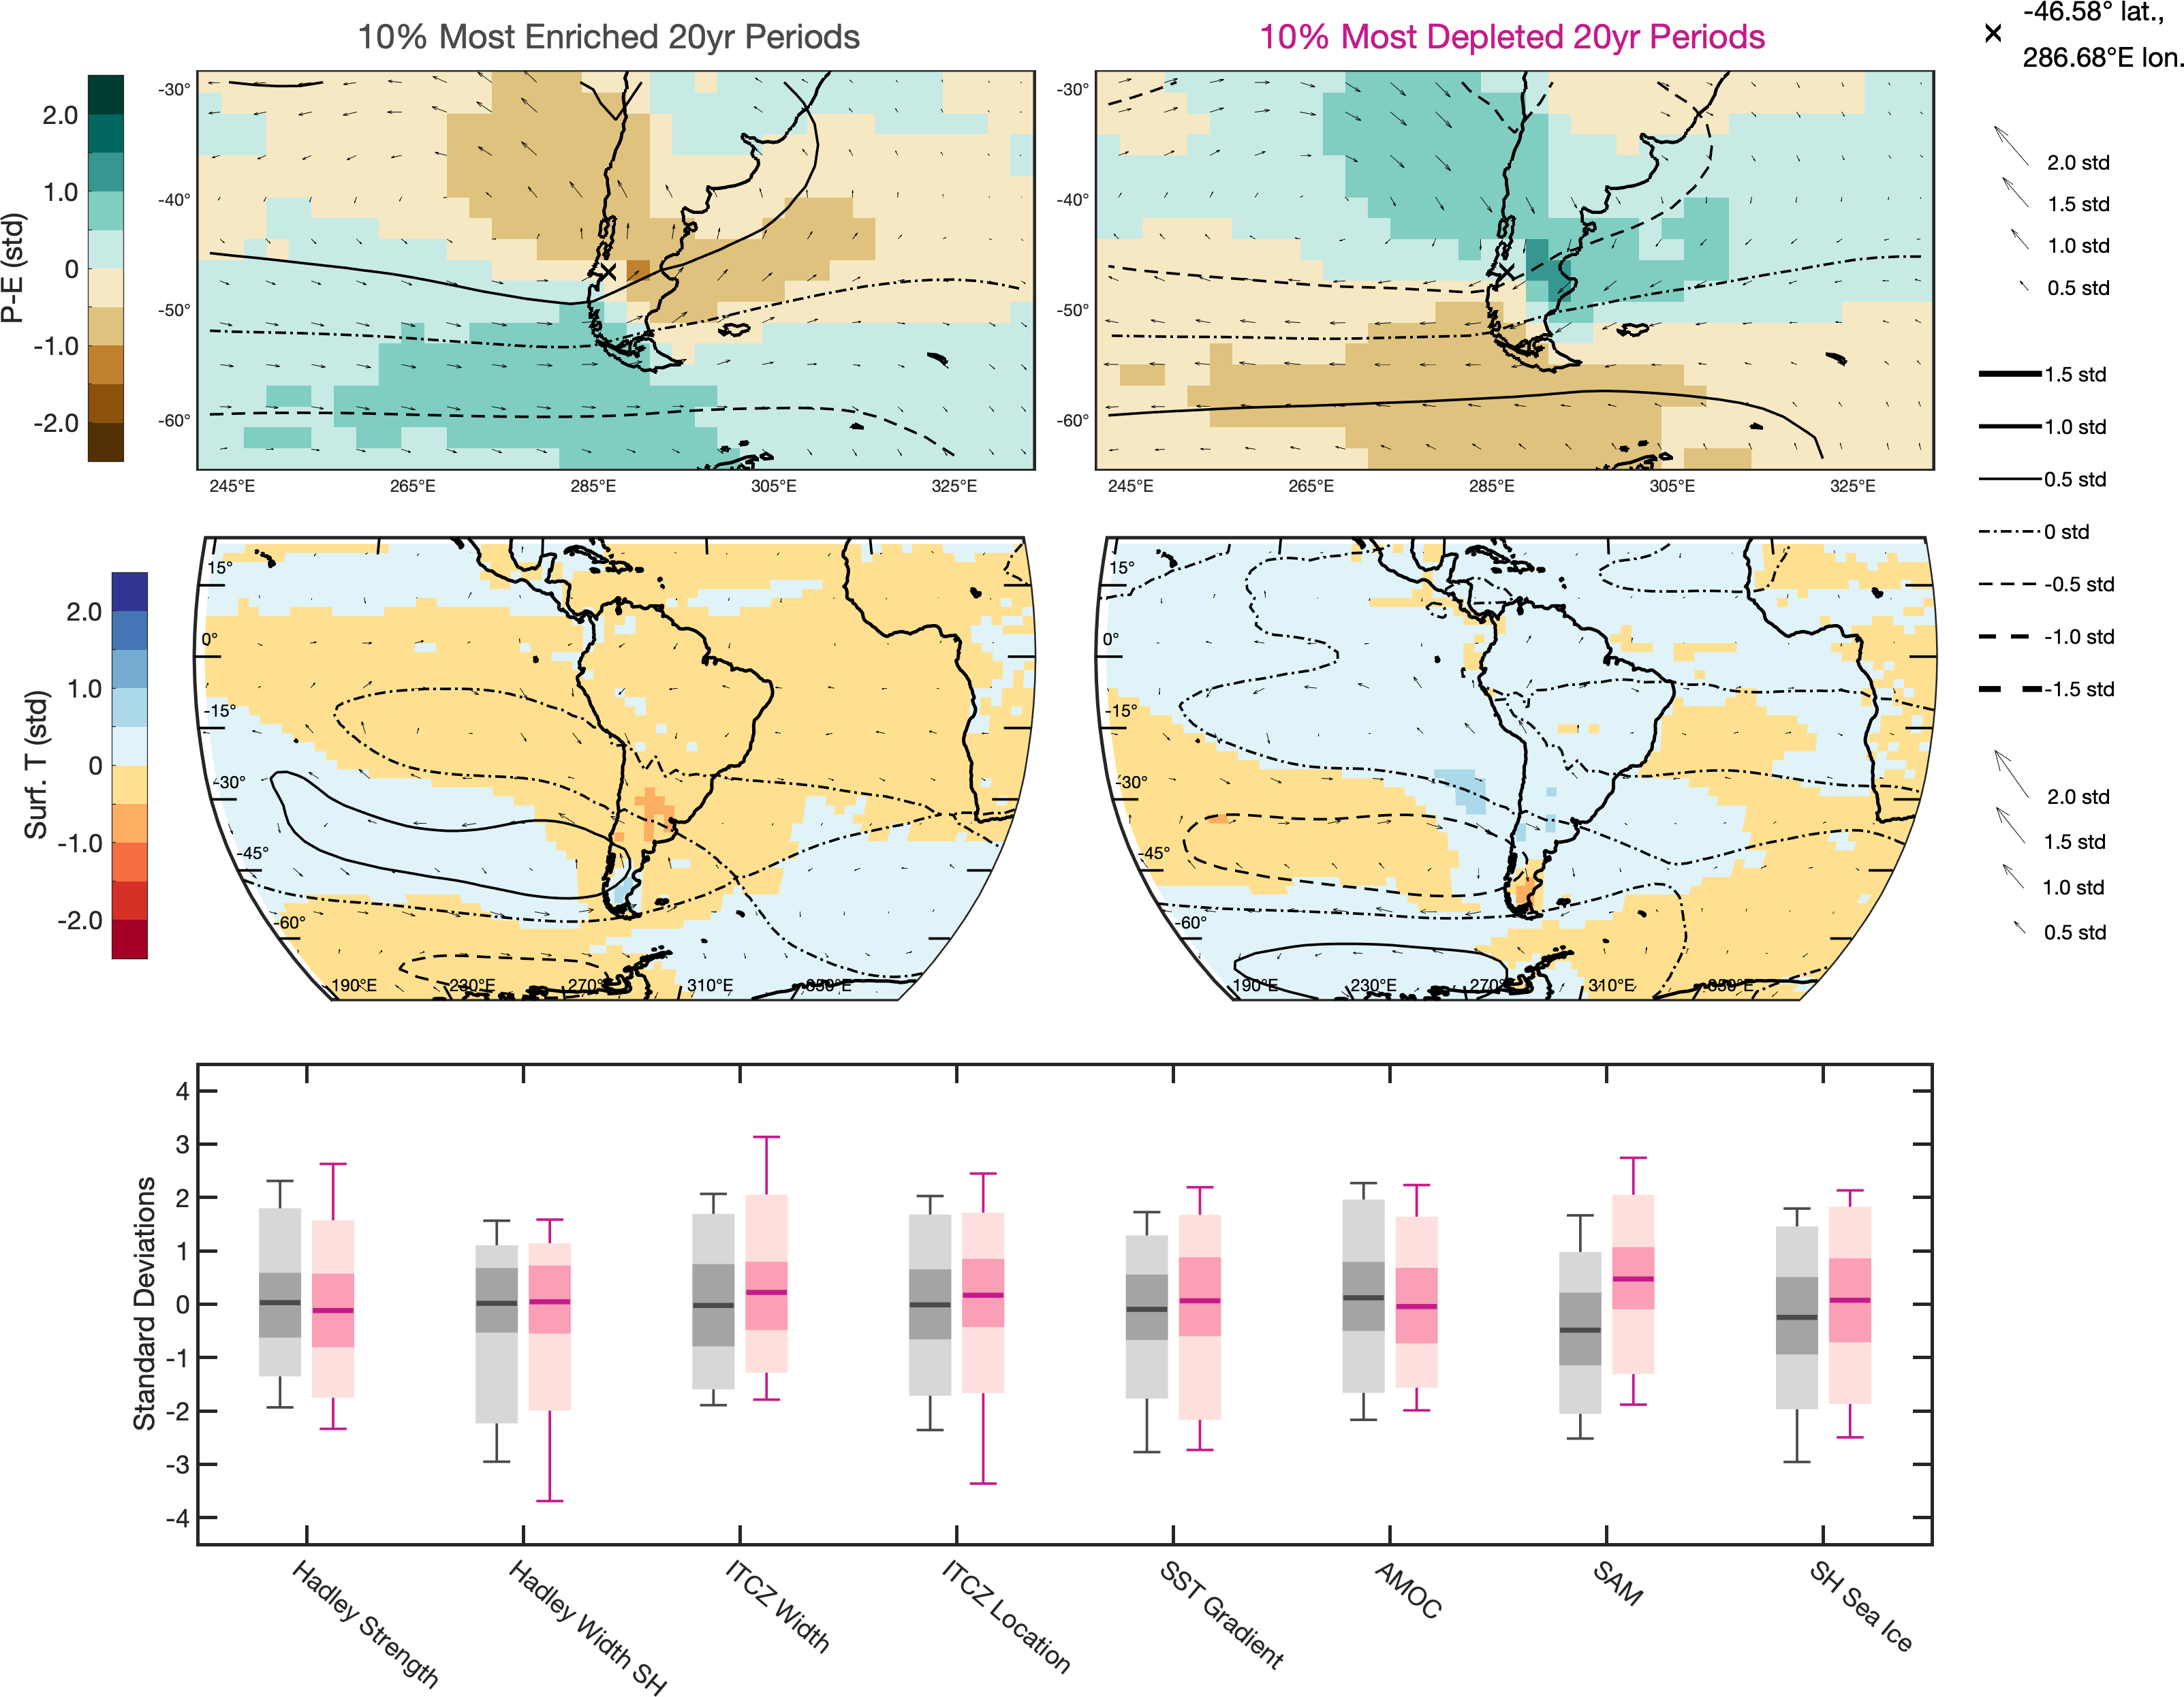 10% Most Enriched 20yr Periods
10% Most Depleted 20yr Periods
-46.58° lat.,
286.68°E lon.
P-E (std)
2.0
1.0
0
-1.0
-2.0
-30°
-40°
-50°
-60°
245°E
265°E
285°E
305°E
325°E
-30°
-40°
-50°
-60°
245°E
265°E
285°E
305°E
325°E
2.0 std
1.5 std
1.0 std
0.5 std
1.5 std
1.0 std
0.5 std
0 std
-0.5 std
-1.0 std
-1.5 std
Surf. T (std)
2.0
1.0
0
-1.0
-2.0
15°
0°
-15°
-30°
-45°
-60°
190°E
230°E
270°E
310°E
350°E
15°
0°
-15°
-30°
-45°
-60°
190°E
230°E
270°E
310°E
350°E
2.0 std
1.5 std
1.0 std
0.5 std
Standard Deviations
4
3
2
1
0
-1
-2
-3
-4
Hadley Strength
Hadley Width SH
ITCZ Width
ITCZ Location
SST Gradient
AMOC
SAM
SH Sea Ice